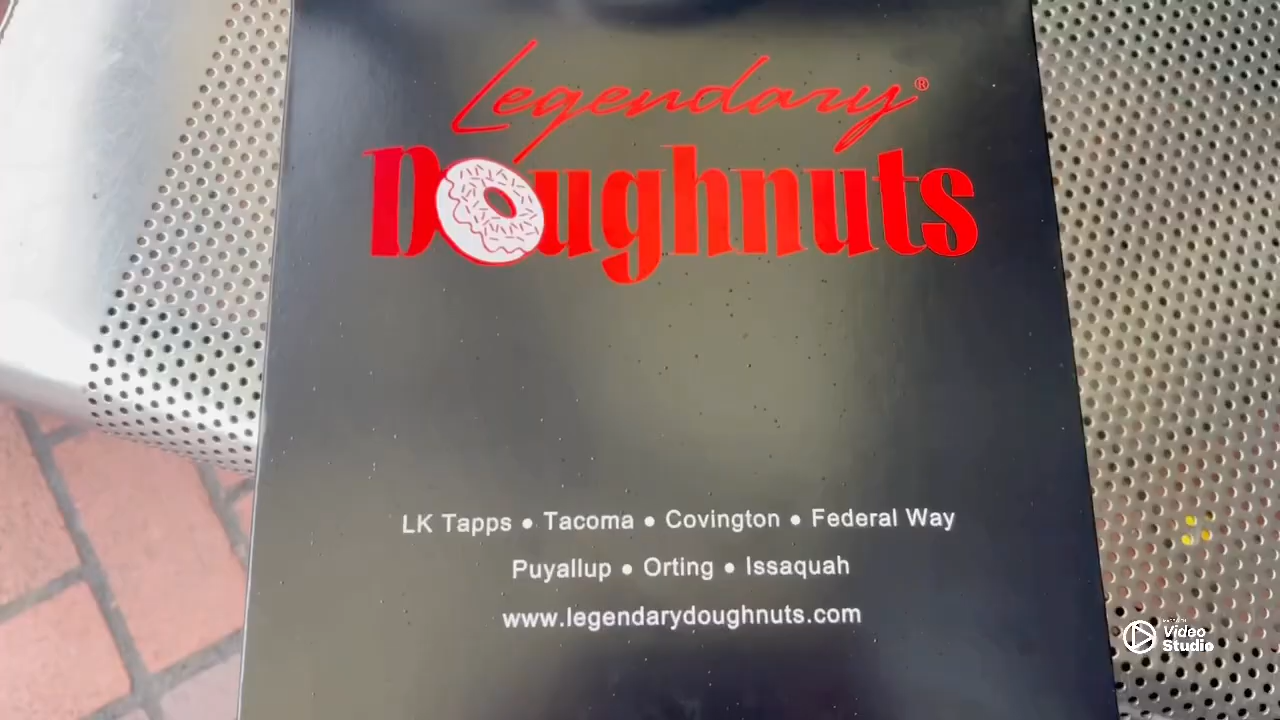 Legendary®
Doughnuts
LK Tapps • Tacoma • Covington • Federal Way
Puyallup • Orting • Issaquah
www.legendarydoughnuts.com
Video
Studio